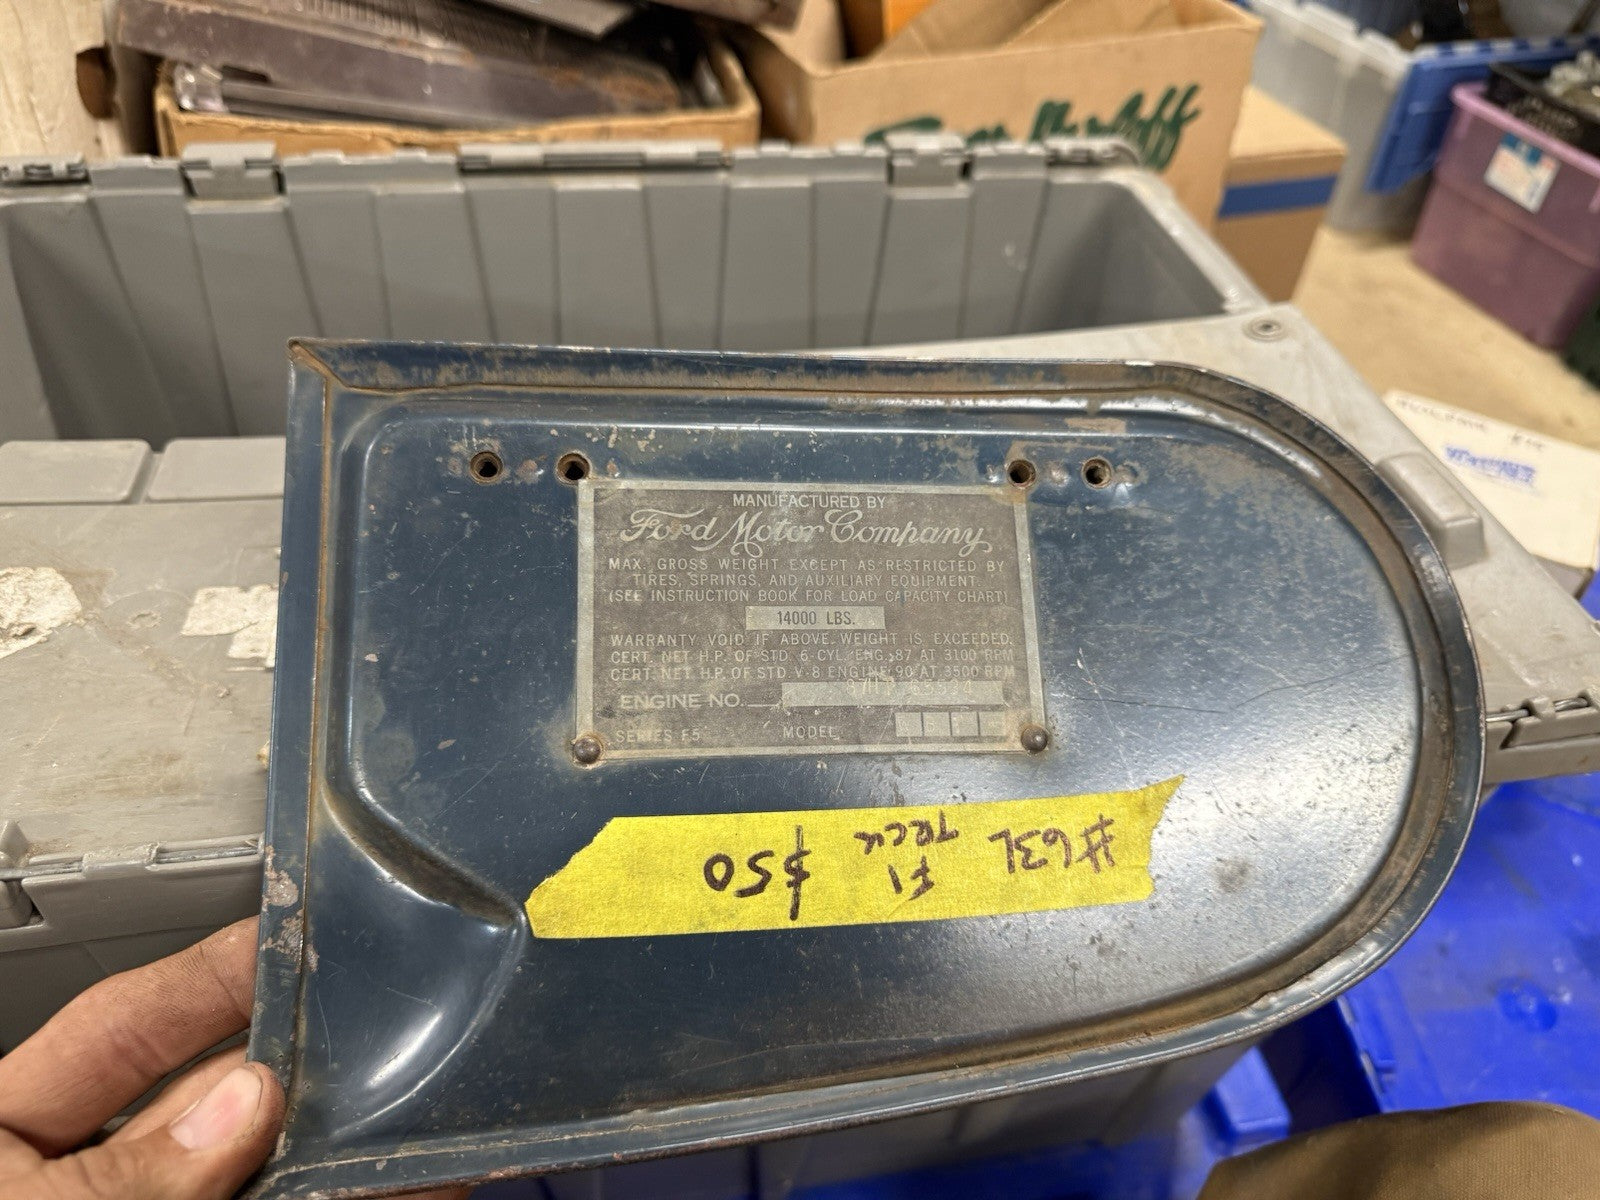 MANUFACTURED BY
Ford Motor Company
MAX. GROSS WEIGHT EXCEPT AS RESTRICTED BY
TIRES, SPRINGS, AND AUXILIARY EQUIPMENT.
(SEE INSTRUCTION BOOK FOR LOAD CAPACITY CHART)
14000 LBS.
WARRANTY VOID IF ABOVE WEIGHT IS EXCEEDED.
CERT. NET H.P. OF STD. 6-CYL. ENG. 87 AT 3100 RPM
CERT. NET H.P. OF STD. V-8 ENGINE 90 AT 3500 RPM
ENGINE NO.
SERIES F5 MODEL
#63L F1 TRCK $50